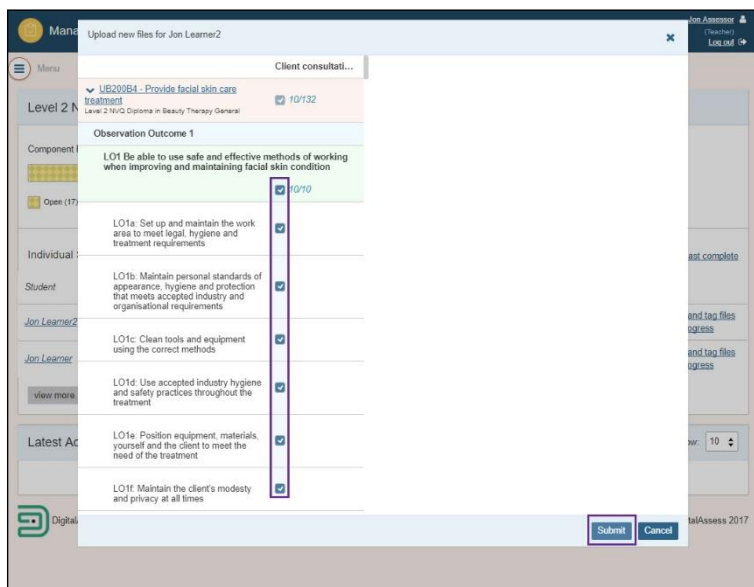 Mana
Upload new files for Jon Learner2
Jon Assessor
(Teacher)
Log out
Menu
Client consultati...
UB200B4 - Provide facial skin care
treatment
10/132
Level 2 NVQ Diploma in Beauty Therapy General
Level 2 N
Observation Outcome 1
Component
LO1 Be able to use safe and effective methods of working
when improving and maintaining facial skin condition
10/10
Open (17)
LO1a: Set up and maintain the work
area to meet legal, hygiene and
treatment requirements
Individual
ast complete
LO1b: Maintain personal standards of
appearance, hygiene and protection
that meets accepted industry and
organisational requirements
Student
Jon Learner2
and tag files
ogress
LO1c: Clean tools and equipment
using the correct methods
Jon Learner
and tag files
ogress
LO1d: Use accepted industry hygiene
and safety practices throughout the
treatment
view more
LO1e: Position equipment, materials,
yourself and the client to meet the
need of the treatment
Latest Ac
ow: 10
LO1f: Maintain the client's modesty
and privacy at all times
Digital
Submit
Cancel
talAssess 2017